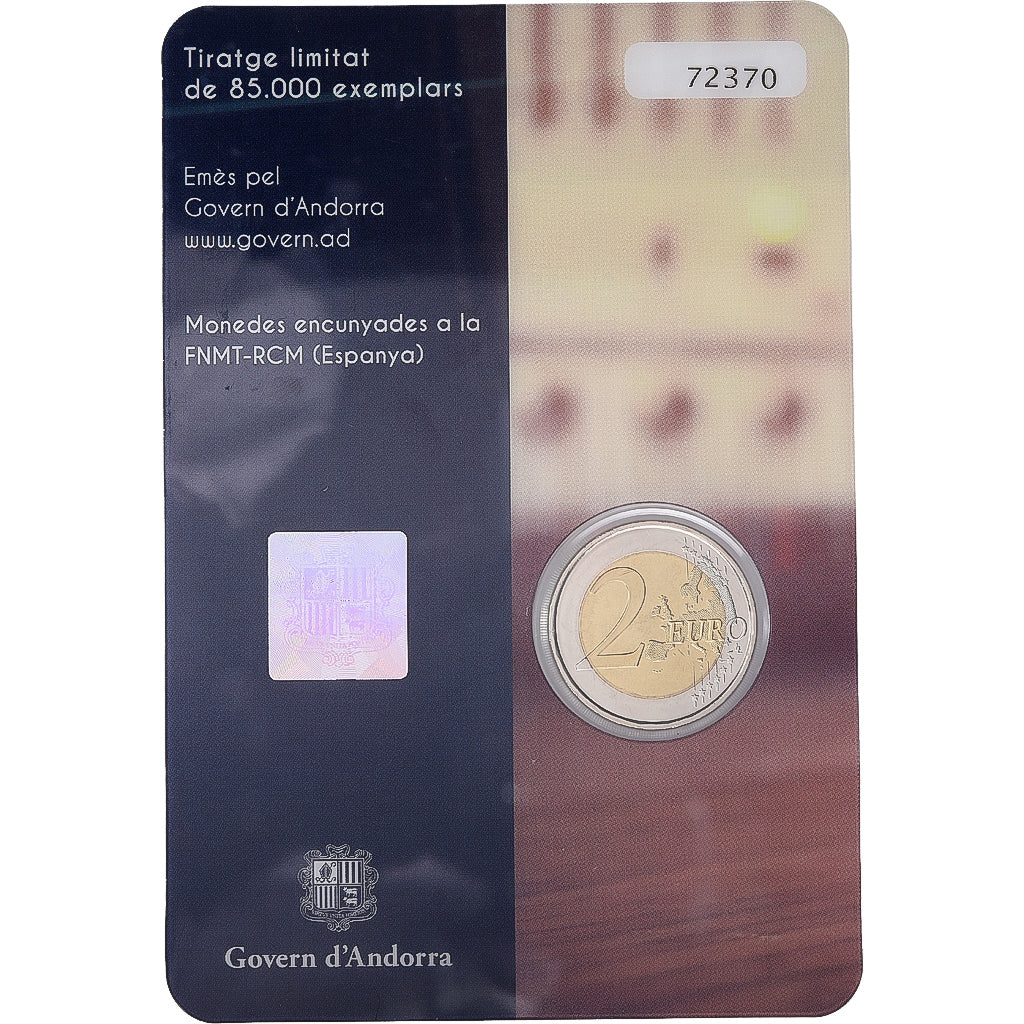 Tiratge limitat
de 85.000 exemplars
72370
Emès pel
Govern d'Andorra
www.govern.ad
Monedes encunyades a la
FNMT-RCM (Espanya)
2 EURO
Govern d'Andorra